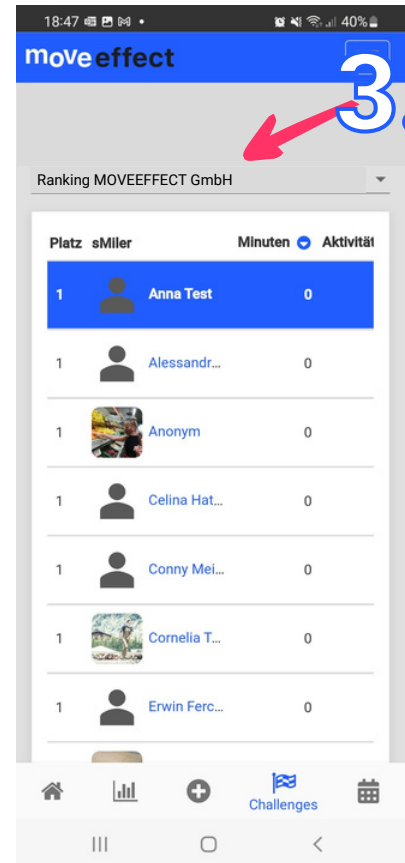 18:47
40%
moveeffect
3.
Ranking MOVEEFFECT GmbH
Platz sMiler Minuten Aktivität
1 Anna Test 0
1 Alessandr... 0
1 Anonym 0
1 Celina Hat... 0
1 Conny Mei... 0
1 Cornelia T... 0
1 Erwin Ferc... 0
Challenges